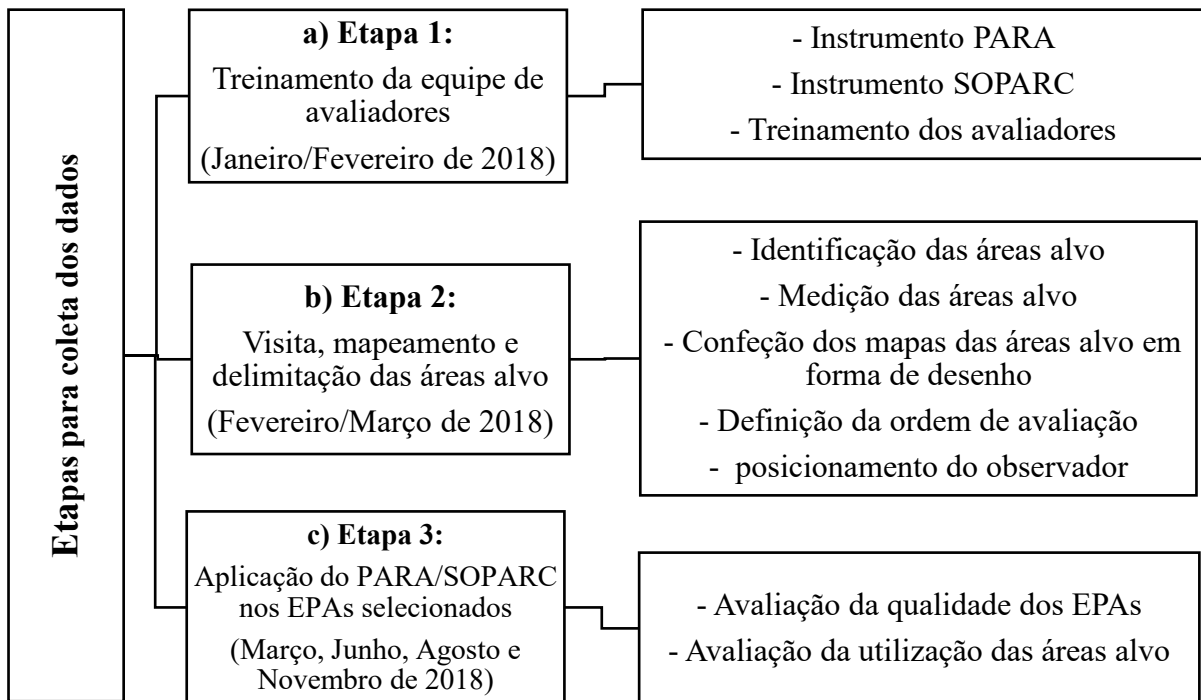 Etapas para coleta dos dados
a) Etapa 1:
Treinamento da equipe de
avaliadores
(Janeiro/Fevereiro de 2018)
- Instrumento PARA
- Instrumento SOPARC
- Treinamento dos avaliadores
b) Etapa 2:
Visita, mapeamento e
delimitação das áreas alvo
(Fevereiro/Março de 2018)
- Identificação das áreas alvo
- Medição das áreas alvo
- Confeção dos mapas das áreas alvo em
forma de desenho
- Definição da ordem de avaliação
- posicionamento do observador
c) Etapa 3:
Aplicação do PARA/SOPARC
nos EPAs selecionados
(Março, Junho, Agosto e
Novembro de 2018)
- Avaliação da qualidade dos EPAs
- Avaliação da utilização das áreas alvo